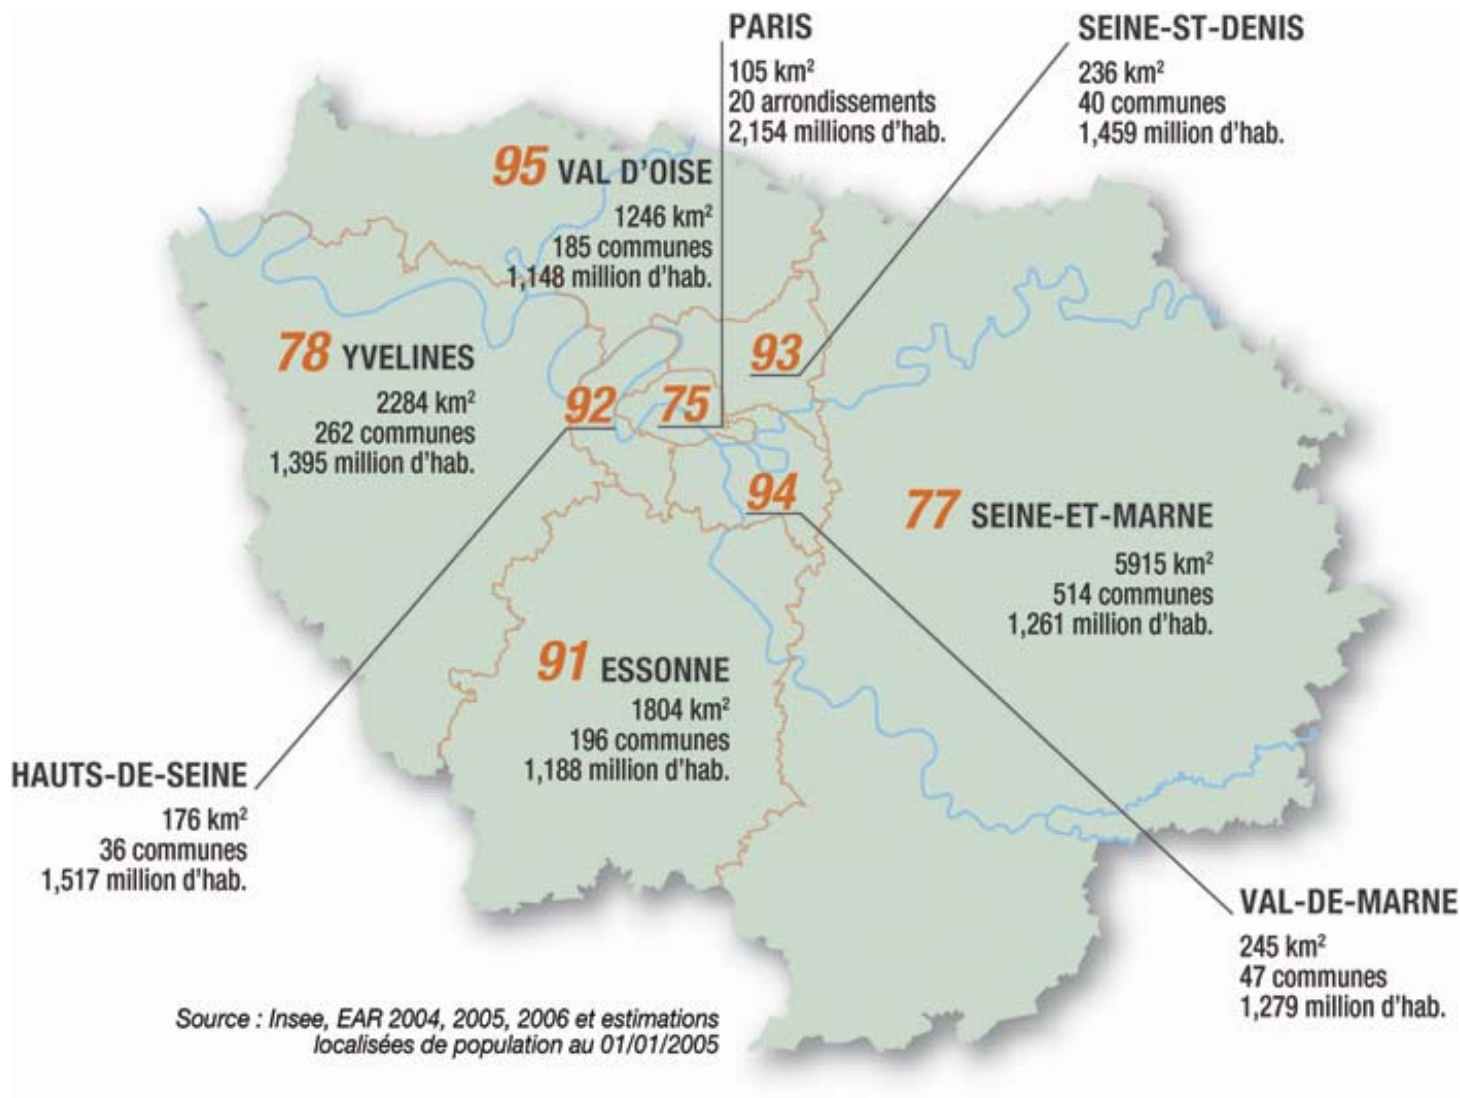 PARIS
105 km²
20 arrondissements
2,154 millions d'hab.
SEINE-ST-DENIS
236 km²
40 communes
1,459 million d'hab.
95 VAL D'OISE
1246 km²
185 communes
1,148 million d'hab.
78 YVELINES
2284 km²
262 communes
1,395 million d'hab.
93
92
75
94
77 SEINE-ET-MARNE
5915 km²
514 communes
1,261 million d'hab.
91 ESSONNE
1804 km²
196 communes
1,188 million d'hab.
HAUTS-DE-SEINE
176 km²
36 communes
1,517 million d'hab.
VAL-DE-MARNE
245 km²
47 communes
1,279 million d'hab.
Source : Insee, EAR 2004, 2005, 2006 et estimations
localisées de population au 01/01/2005